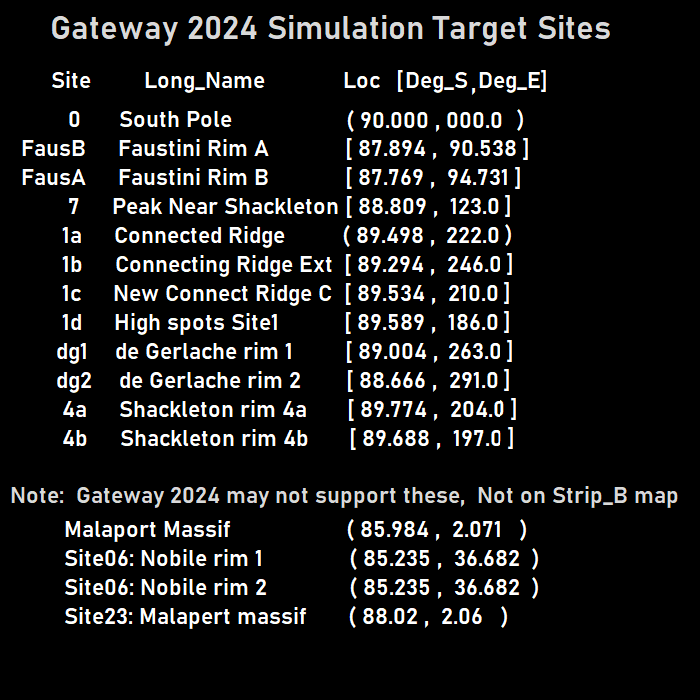 Gateway 2024 Simulation Target Sites
Site Long_Name Loc [Deg_S,Deg_E]
0 South Pole ( 90.000 , 000.0 )
FausB Faustini Rim A [ 87.894 , 90.538 ]
FausA Faustini Rim B [ 87.769 , 94.731 ]
7 Peak Near Shackleton [ 88.809 , 123.0 ]
1a Connected Ridge ( 89.498 , 222.0 )
1b Connecting Ridge Ext [ 89.294 , 246.0 ]
1c New Connect Ridge C [ 89.534 , 210.0 ]
1d High spots Site1 [ 89.589 , 186.0 ]
dg1 de Gerlache rim 1 [ 89.004 , 263.0 ]
dg2 de Gerlache rim 2 [ 88.666 , 291.0 ]
4a Shackleton rim 4a [ 89.774 , 204.0 ]
4b Shackleton rim 4b [ 89.688 , 197.0 ]
Note: Gateway 2024 may not support these, Not on Strip_B map
Malaport Massif ( 85.984 , 2.071 )
Site06: Nobile rim 1 ( 85.235 , 36.682 )
Site06: Nobile rim 2 ( 85.235 , 36.682 )
Site23: Malapert massif ( 88.02 , 2.06 )